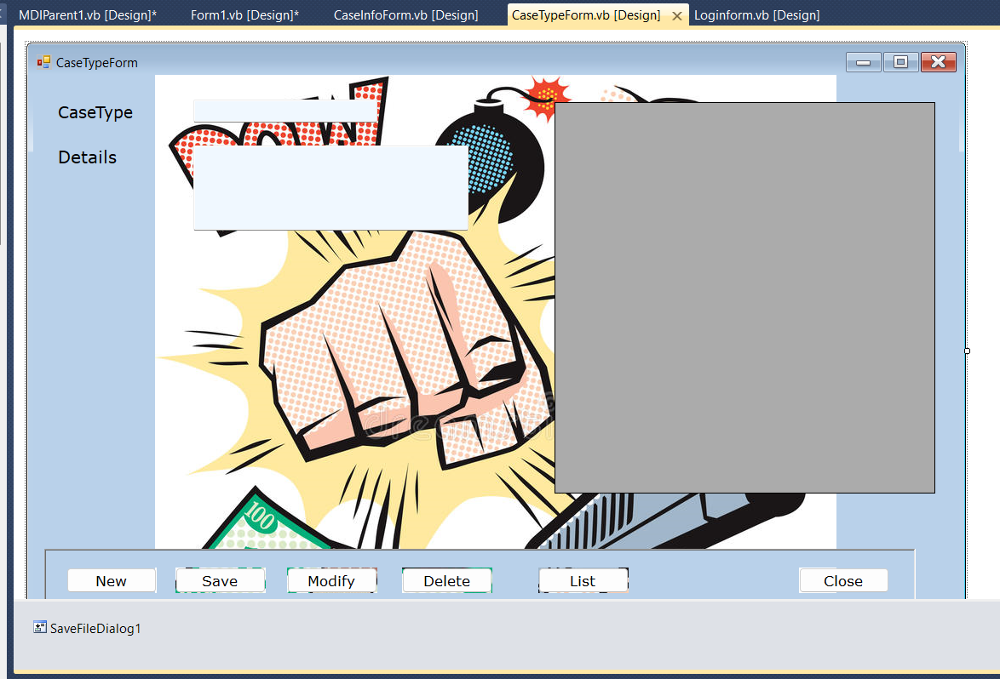 MDIParent1.vb [Design]* Form1.vb [Design]* CaseInfoForm.vb [Design] CaseTypeForm.vb [Design] Loginform.vb [Design]
CaseTypeForm
CaseType
Details
100
New Save Modify Delete List Close
SaveFileDialog1